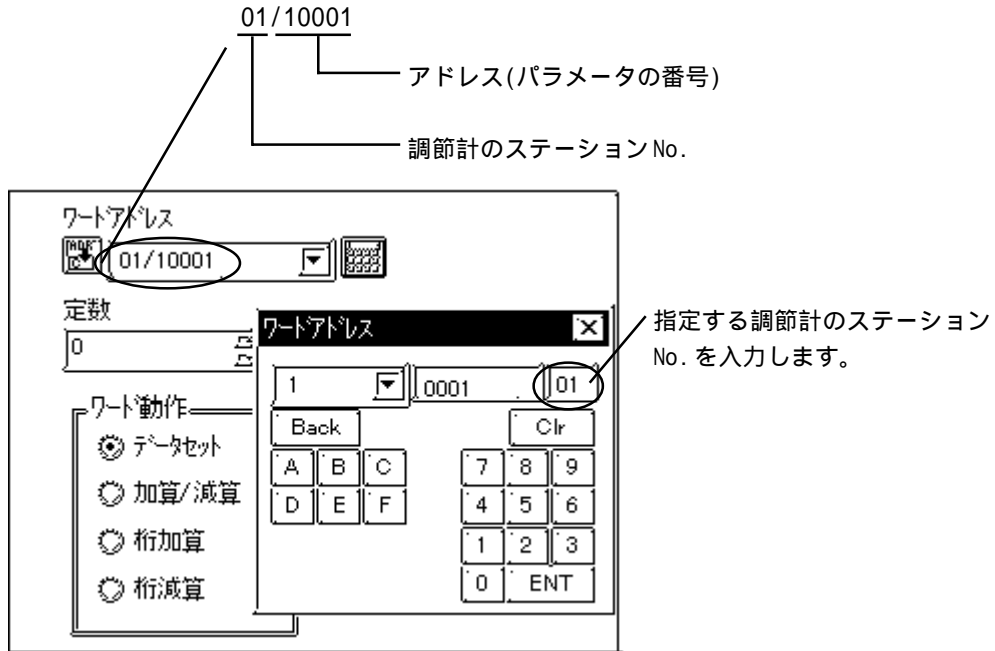 01/10001
アドレス(パラメータの番号)
調節計のステーションNo.
ワードアドレス
ADR
C
01/10001
定数
0
ワード動作
データセット
加算/減算
桁加算
桁減算
ワードアドレス
1 0001 01
Back Clr
A B C 7 8 9
D E F 4 5 6
1 2 3
0 ENT
指定する調節計のステーション
No.を入力します。